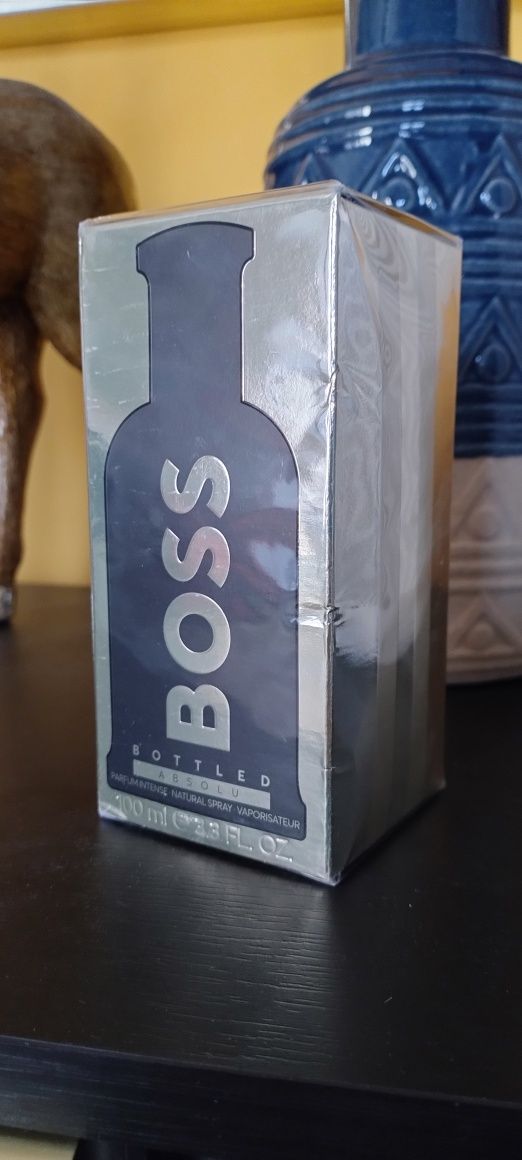 BOSS
BOTTLED
ABSOLU
PARFUM INTENSE · NATURAL SPRAY · VAPORISATEUR
100 ml ℮ 3.3 FL. OZ.